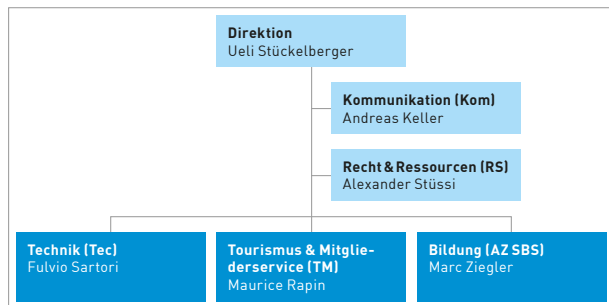 Direktion
Ueli Stückelberger
Kommunikation (Kom)
Andreas Keller
Recht & Ressourcen (RS)
Alexander Stüssi
Technik (Tec)
Fulvio Sartori
Tourismus & Mitglie-
derservice (TM)
Maurice Rapin
Bildung (AZ SBS)
Marc Ziegler